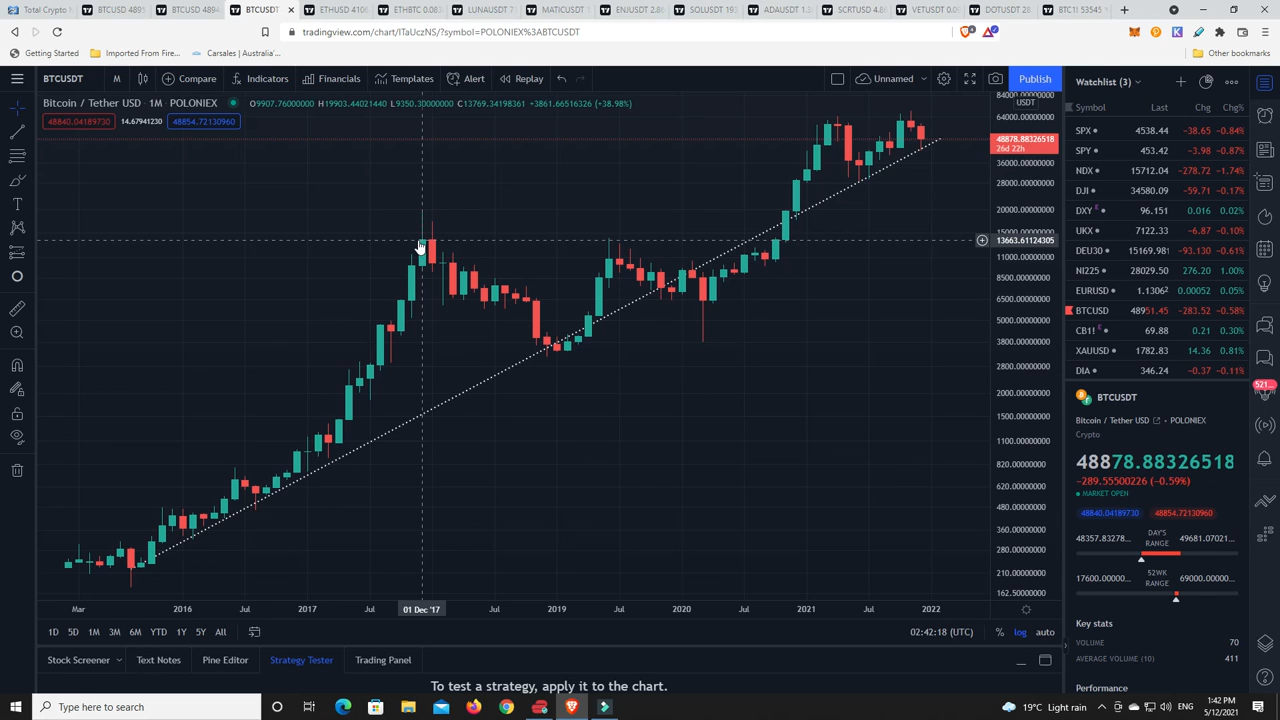 Total Crypto
BTCUSD 4895
BTCUSD 4894
BTCUSDT
ETHUSD 4106
ETHBTC 0.083
LUNAUSDT 7
MATICUSDT
ENJUSDT 2.86
SOLUSDT 193
ADAUSDT 1.3
SCRTUSD 4.8
VETUSDT 0.0
DOTUSDT 28
BTC1! 53545
tradingview.com/chart/ITaUczNS/?symbol=POLONIEX%3ABTCUSDT
Getting Started
Imported From Fire...
Carsales | Australia'...
Other bookmarks
BTCUSDT M Compare Indicators Financials Templates Alert Replay Unnamed Publish
Bitcoin / Tether USD · 1M · POLONIEX O9907.76000000 H19903.44021440 L9350.30000000 C13769.34198361 +3861.66516326 (+38.98%)
48840.04189730 14.67941230 48854.72130960
84000.00000000
USDT
64000.00000000
48878.88326518
26d 22h
36000.00000000
28000.00000000
20000.00000000
15000.00000000
13663.61124305
11000.00000000
8500.00000000
6500.00000000
5000.00000000
3800.00000000
2800.00000000
2000.00000000
1500.00000000
1100.00000000
820.00000000
620.00000000
480.00000000
360.00000000
280.00000000
210.00000000
162.50000000
Mar 2016 Jul 2017 Jul 01 Dec '17 Jul 2019 Jul 2020 Jul 2021 Jul 2022
1D 5D 1M 3M 6M YTD 1Y 5Y All
02:42:18 (UTC) % log auto
Stock Screener Text Notes Pine Editor Strategy Tester Trading Panel
To test a strategy, apply it to the chart.
Watchlist (3)
Symbol Last Chg Chg%
SPX 4538.44 −38.65 −0.84%
SPY 453.42 −3.98 −0.87%
NDX 15712.04 −278.72 −1.74%
DJI 34580.09 −59.71 −0.17%
DXY E 96.151 0.016 0.02%
UKX 7122.33 −6.87 −0.10%
DEU30 15169.981 −93.130 −0.61%
NI225 28029.50 276.20 1.00%
EURUSD 1.13062 0.00052 0.05%
BTCUSD 48951.45 −283.52 −0.58%
CB1! E 69.88 0.21 0.30%
XAUUSD 1782.83 14.36 0.81%
DIA 346.24 −0.37 −0.11%
521...
BTCUSDT
Bitcoin / Tether USD · POLONIEX
Crypto
48878.88326518
−289.55500226 (−0.59%)
MARKET OPEN
48840.04189730 48854.72130960
48357.83278... DAY'S RANGE 49681.07021...
17600.00000... 52WK RANGE 69000.00000...
Key stats
VOLUME 70
AVERAGE VOLUME (10) 411
Performance
Type here to search
19°C Light rain
ENG
1:42 PM
5/12/2021